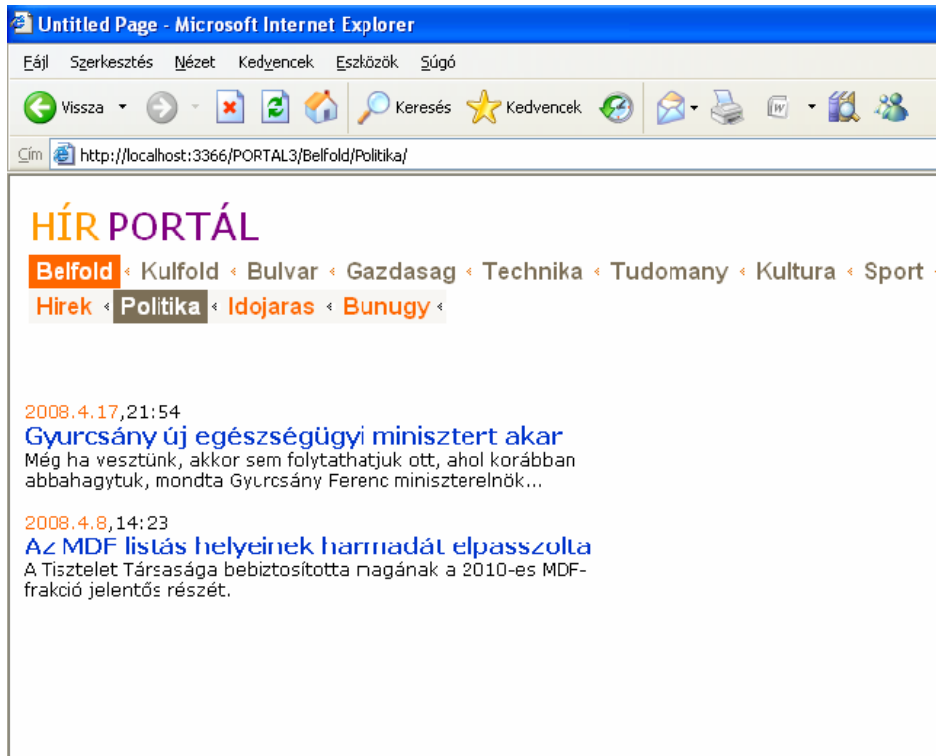 Untitled Page - Microsoft Internet Explorer
Fájl Szerkesztés Nézet Kedvencek Eszközök Súgó
Vissza Keresés Kedvencek
Cím http://localhost:3366/PORTAL3/Belfold/Politika/
HÍR PORTÁL
Belfold Kulfold Bulvar Gazdasag Technika Tudomany Kultura Sport
Hirek Politika Idojaras Bunugy
2008.4.17,21:54
Gyurcsány új egészségügyi minisztert akar
Még ha vesztünk, akkor sem folytathatjuk ott, ahol korábban
abbahagytuk, mondta Gyurcsány Ferenc miniszterelnök...
2008.4.8,14:23
Az MDF listás helyeinek harmadát elpasszolta
A Tisztelet Társasága bebiztosította magának a 2010-es MDF-
frakció jelentős részét.